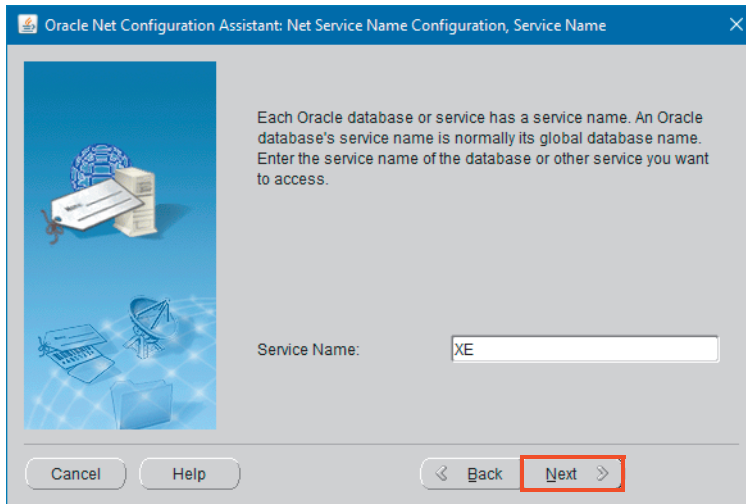 Oracle Net Configuration Assistant: Net Service Name Configuration, Service Name
Each Oracle database or service has a service name. An Oracle
database's service name is normally its global database name.
Enter the service name of the database or other service you want
to access.
Service Name:
XE
Cancel
Help
Back
Next